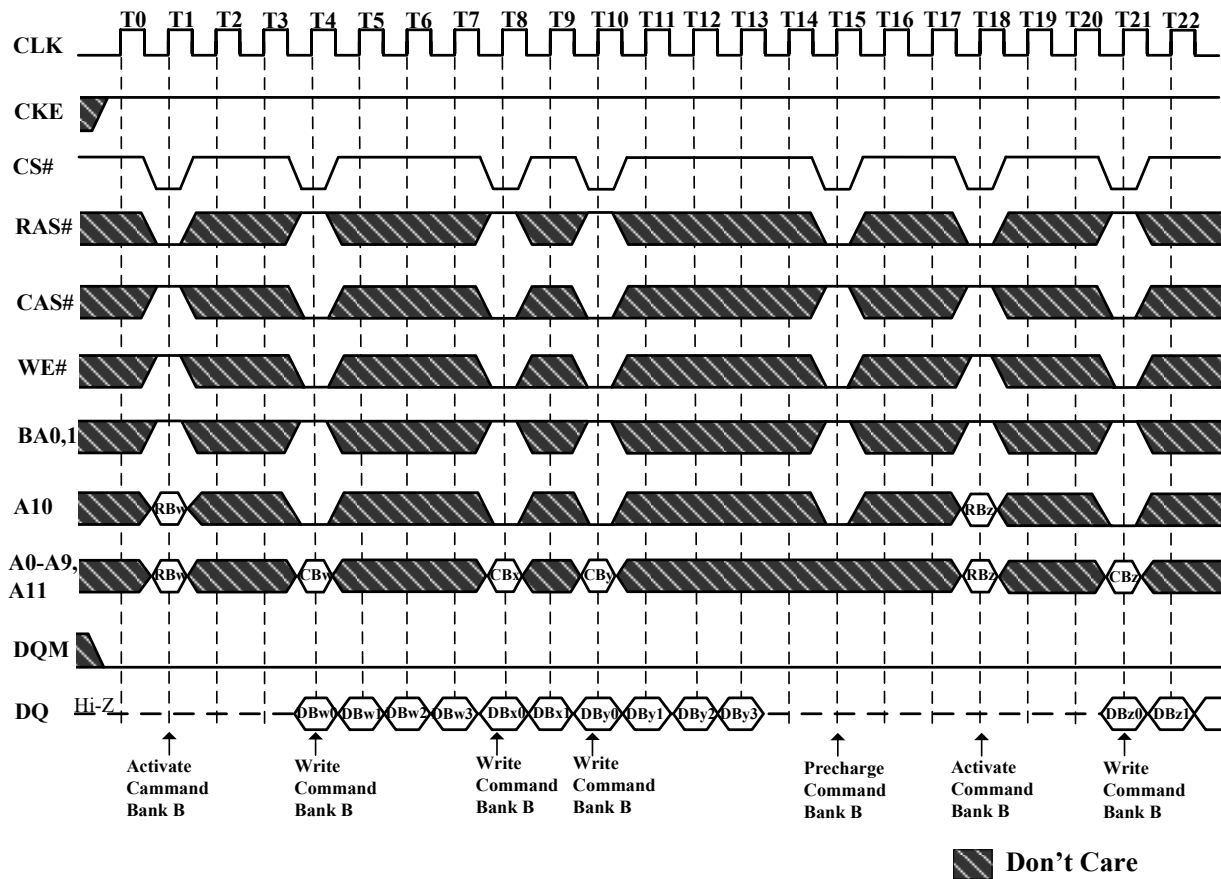 T0 T1 T2 T3 T4 T5 T6 T7 T8 T9 T10 T11 T12 T13 T14 T15 T16 T17 T18 T19 T20 T21 T22
CLK
CKE
CS#
RAS#
CAS#
WE#
BA0,1
A10 RBw RBz
A0-A9,
A11 RBw CBw CBx CBy RBz CBz
DQM
DQ Hi-Z DBw0 DBw1 DBw2 DBw3 DBx0 DBx1 DBy0 DBy1 DBy2 DBy3 DBz0 DBz1
Activate
Cammand
Bank B
Write
Command
Bank B
Write
Command
Bank B
Write
Command
Bank B
Precharge
Command
Bank B
Activate
Command
Bank B
Write
Command
Bank B
Don't Care